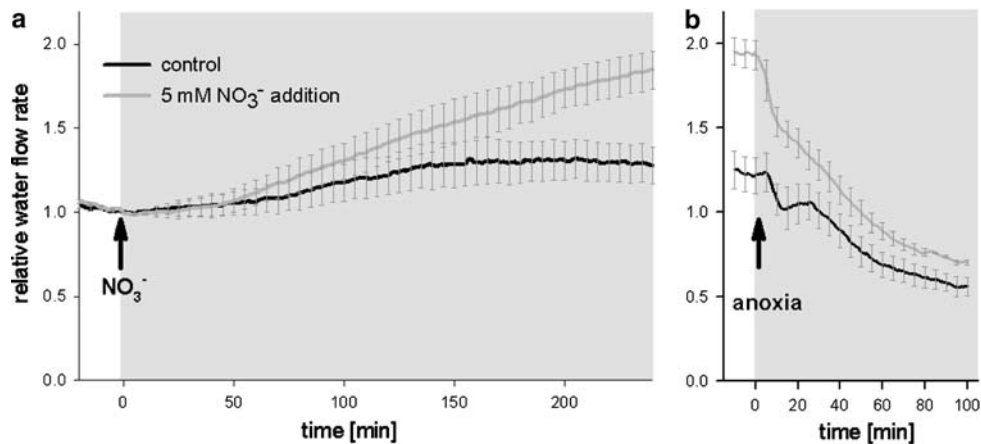 a
b
relative water flow rate
2.0
1.5
1.0
0.5
0.0
control
5 mM NO₃⁻ addition
NO₃⁻
0
50
100
150
200
time [min]
2.0
1.5
1.0
0.5
0.0
anoxia
0
20
40
60
80
100
time [min]